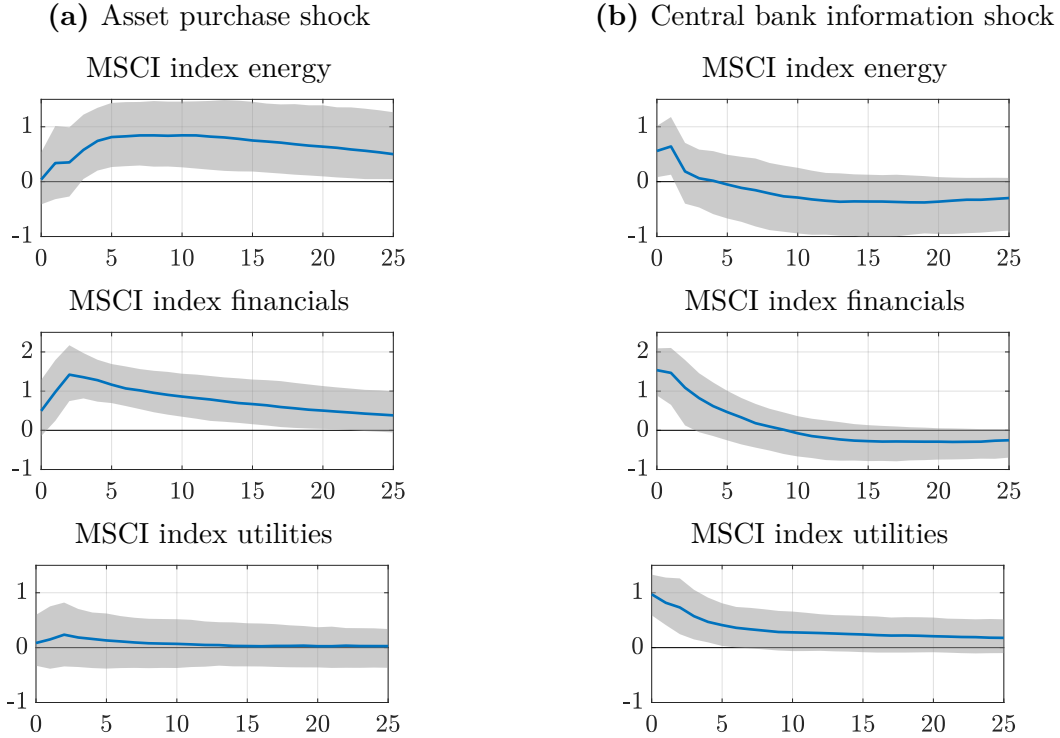 (a) Asset purchase shock
(b) Central bank information shock
MSCI index energy
MSCI index energy
1
0
-1
0 5 10 15 20 25
1
0
-1
0 5 10 15 20 25
MSCI index financials
MSCI index financials
2
1
0
-1
0 5 10 15 20 25
2
1
0
-1
0 5 10 15 20 25
MSCI index utilities
MSCI index utilities
1
0
-1
0 5 10 15 20 25
1
0
-1
0 5 10 15 20 25